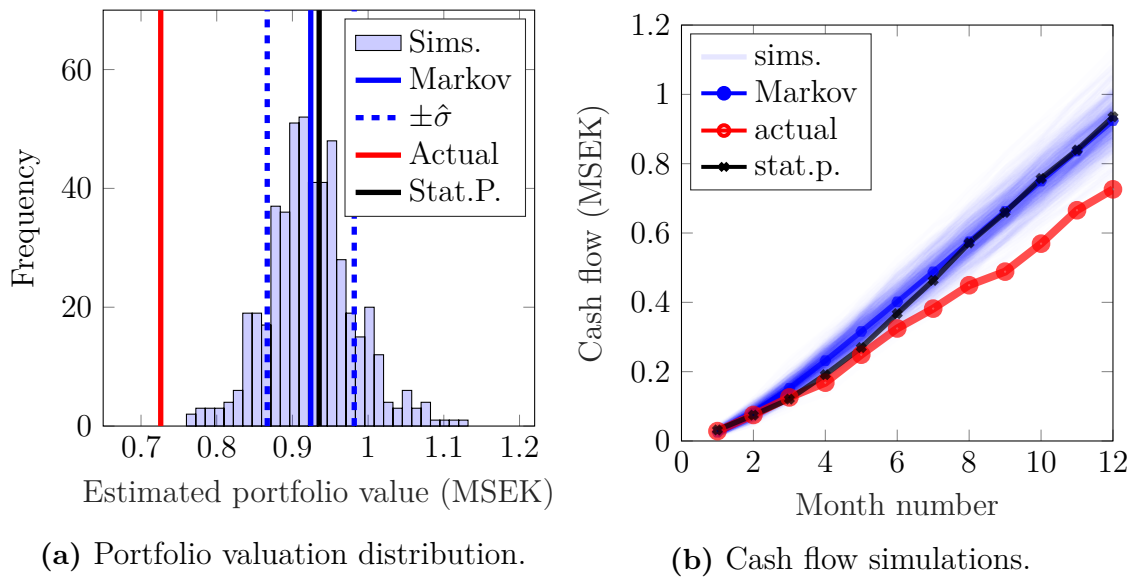 60
40
20
0
0.7
0.8
0.9
1
1.1
1.2
Frequency
Estimated portfolio value (MSEK)
Sims.
Markov
±σ̂
Actual
Stat.P.
(a) Portfolio valuation distribution.
1.2
1
0.8
0.6
0.4
0.2
0
0
2
4
6
8
10
12
Cash flow (MSEK)
Month number
sims.
Markov
actual
stat.p.
(b) Cash flow simulations.